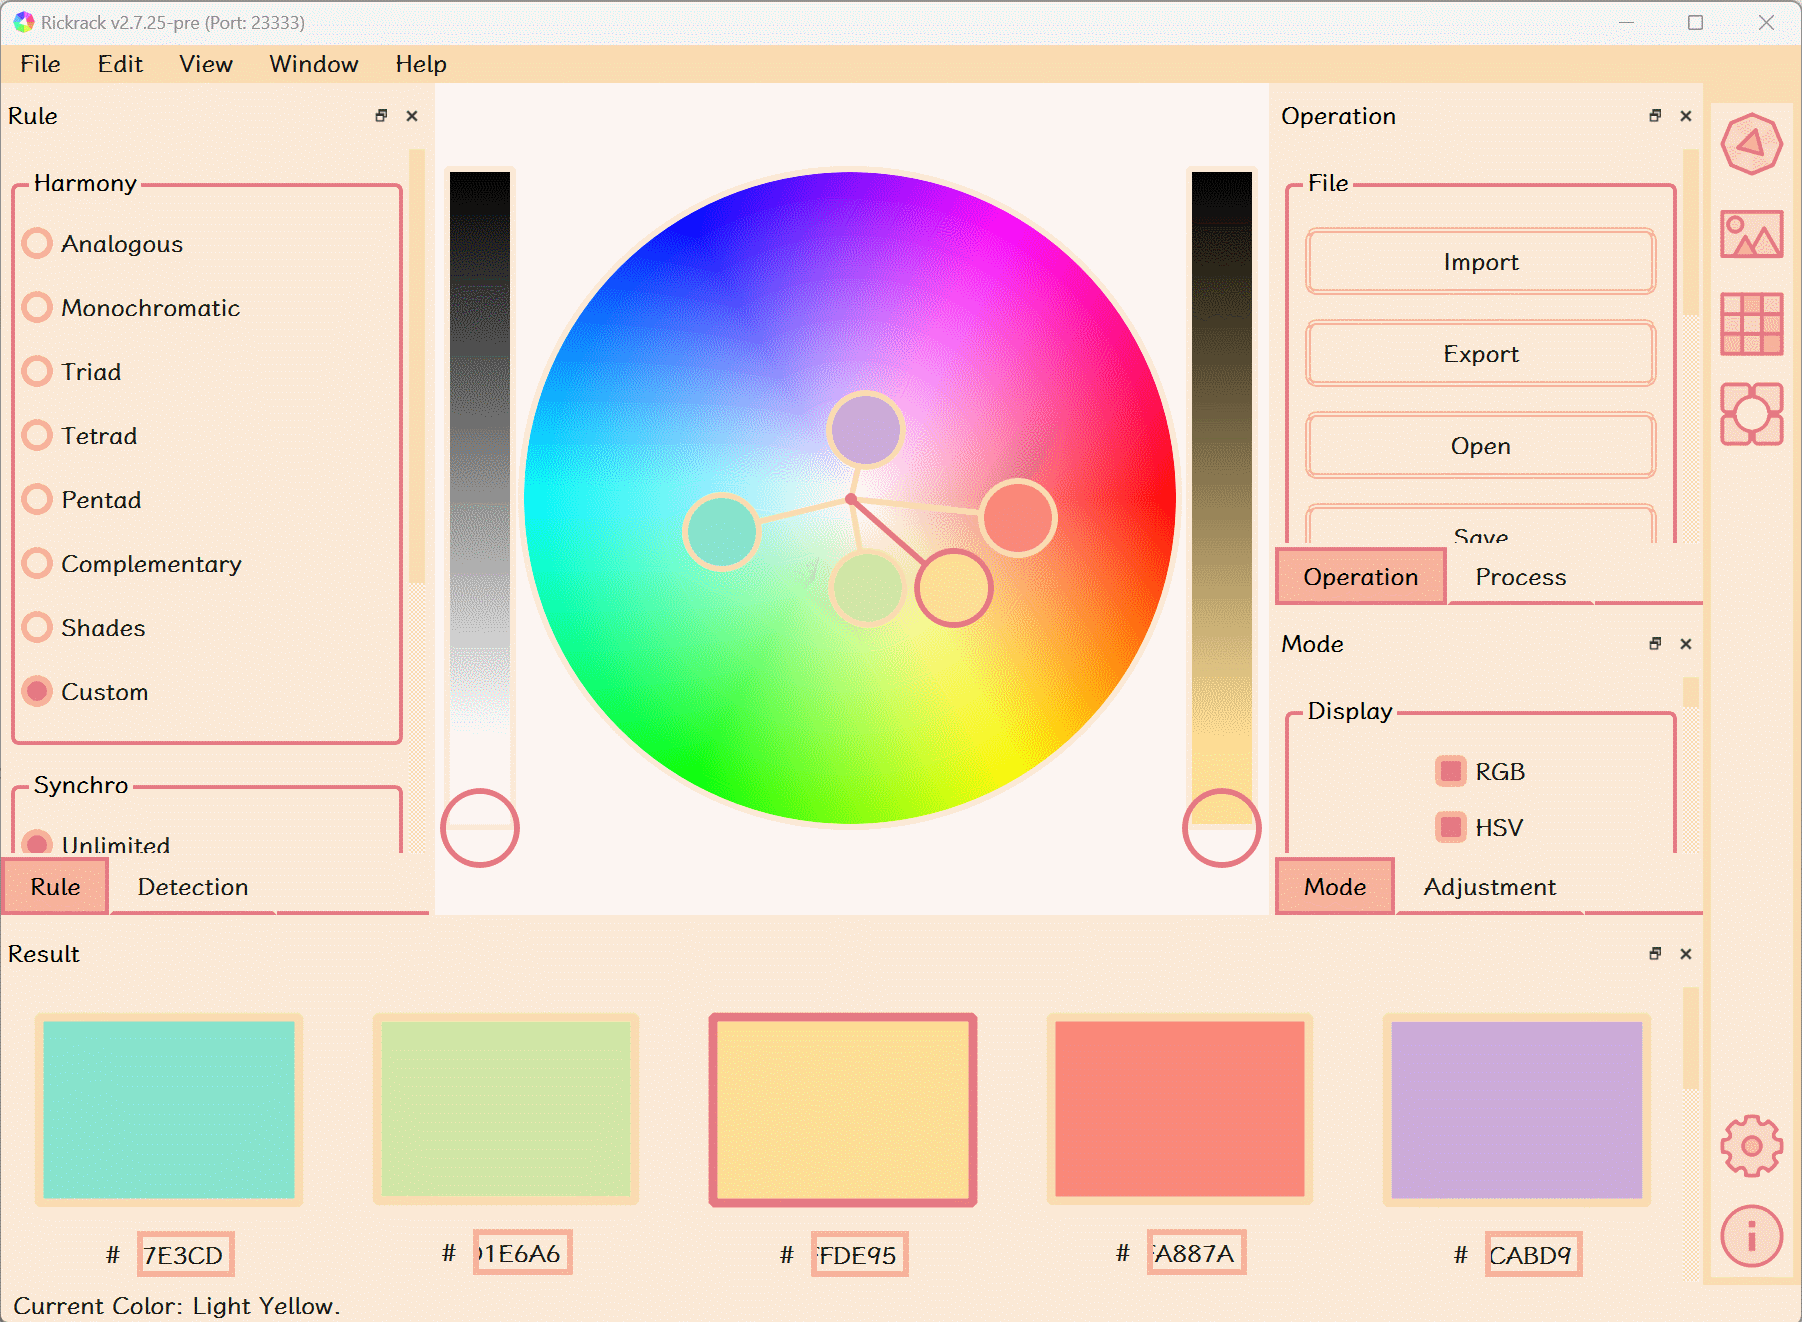 Rickrack v2.7.25-pre (Port: 23333)
File Edit View Window Help
Rule
Harmony
Analogous
Monochromatic
Triad
Tetrad
Pentad
Complementary
Shades
Custom
Synchro
Unlimited
Rule Detection
Operation
File
Import
Export
Open
Save
Operation Process
Mode
Display
RGB
HSV
Mode Adjustment
Result
# 7E3CD # 1E6A6 # FDE95 # A887A # CABD9
Current Color: Light Yellow.